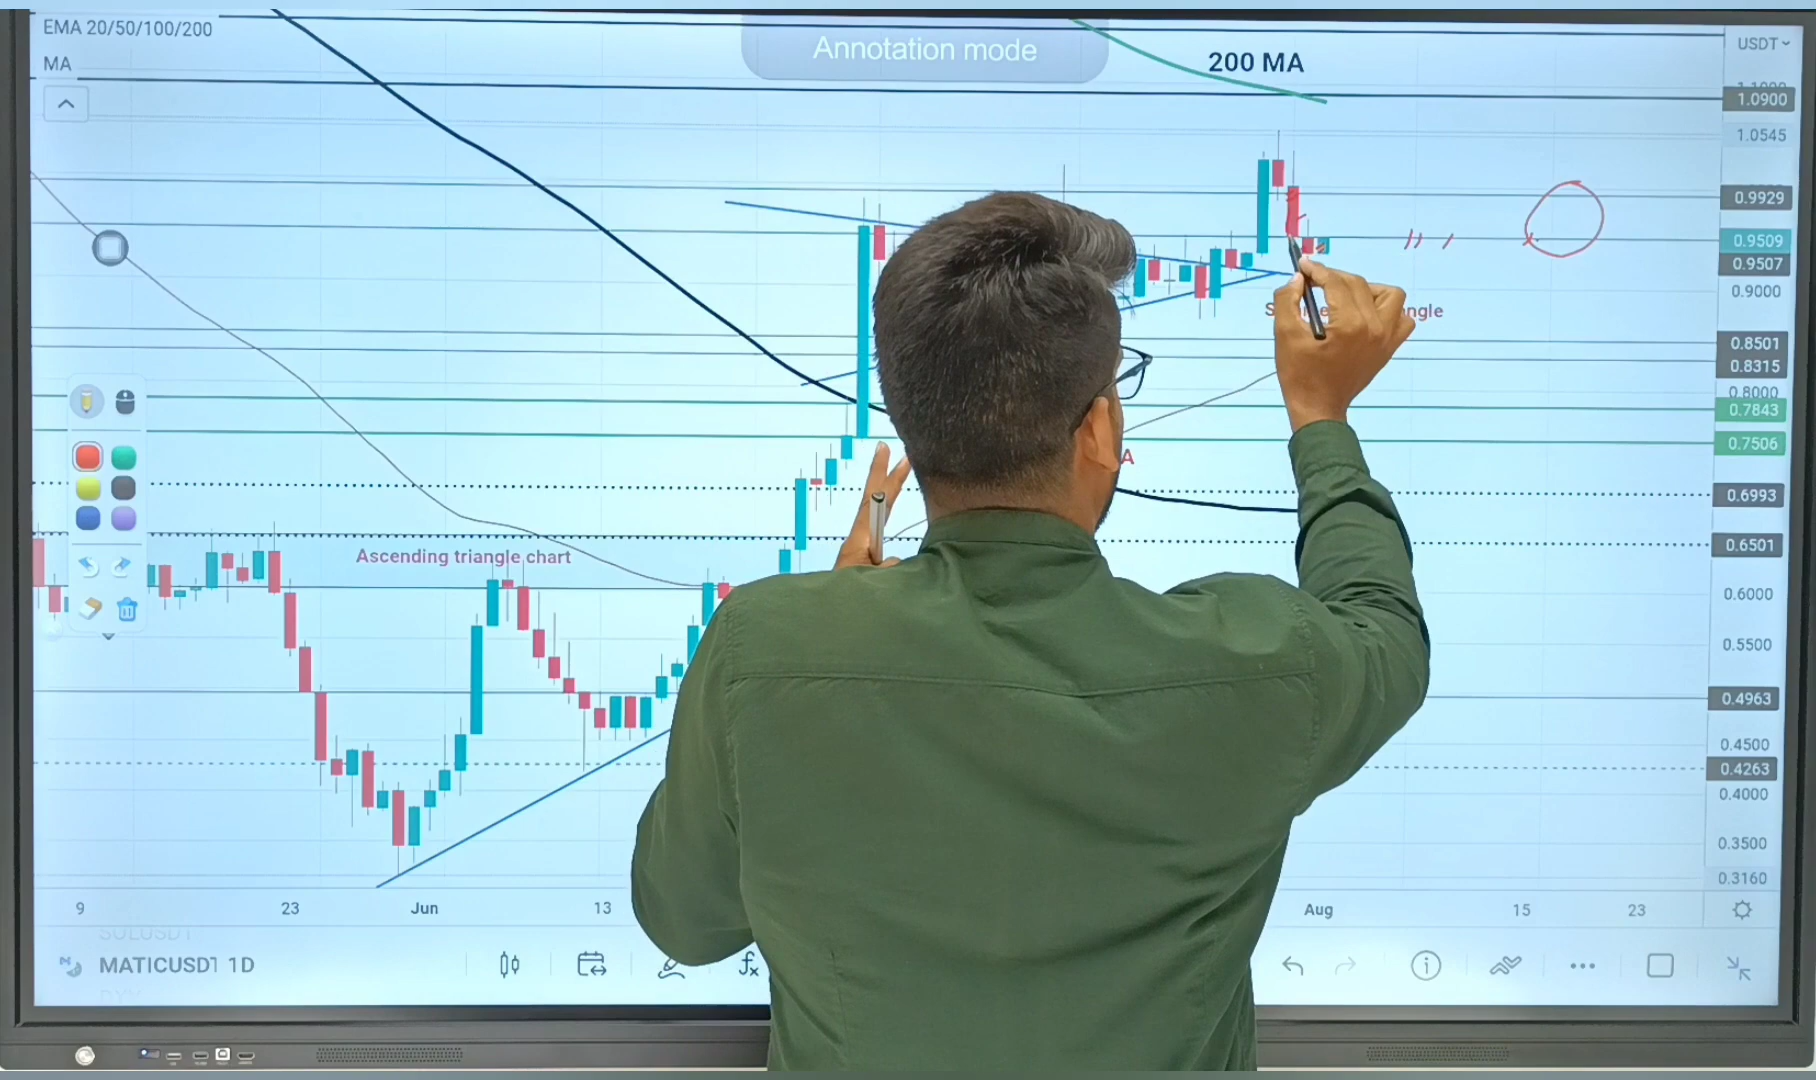 EMA 20/50/100/200
MA
Annotation mode
200 MA
USDT
1.0900
1.0545
0.9929
0.9509
0.9507
0.9000
0.8501
0.8315
0.8000
0.7843
0.7506
0.6993
0.6501
0.6000
0.5500
0.4963
0.4500
0.4263
0.4000
0.3500
0.3160
A
Ascending triangle chart
9
23
Jun
13
Aug
15
23
SOLUSDT
MATICUSDT 1D